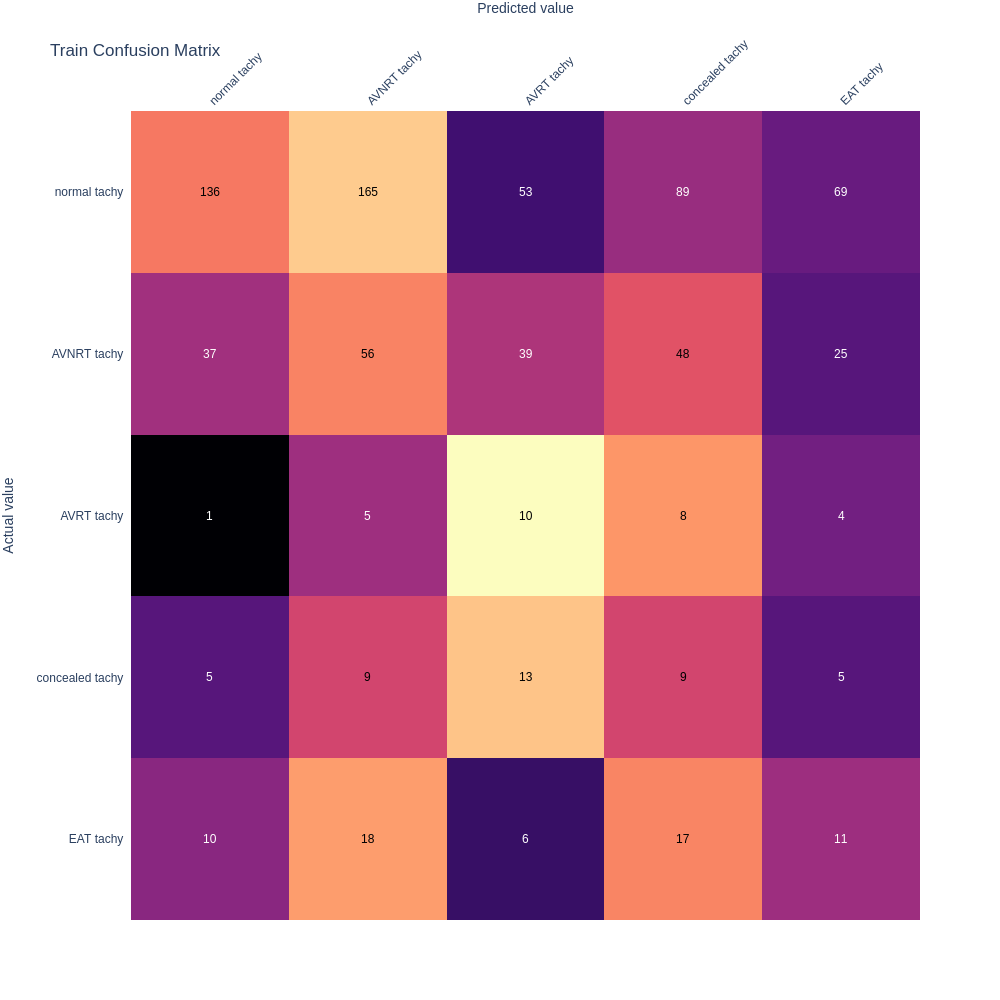 Predicted value
Train Confusion Matrix
normal tachy
AVNRT tachy
AVRT tachy
concealed tachy
EAT tachy
Actual value
normal tachy 136 165 53 89 69
AVNRT tachy 37 56 39 48 25
AVRT tachy 1 5 10 8 4
concealed tachy 5 9 13 9 5
EAT tachy 10 18 6 17 11